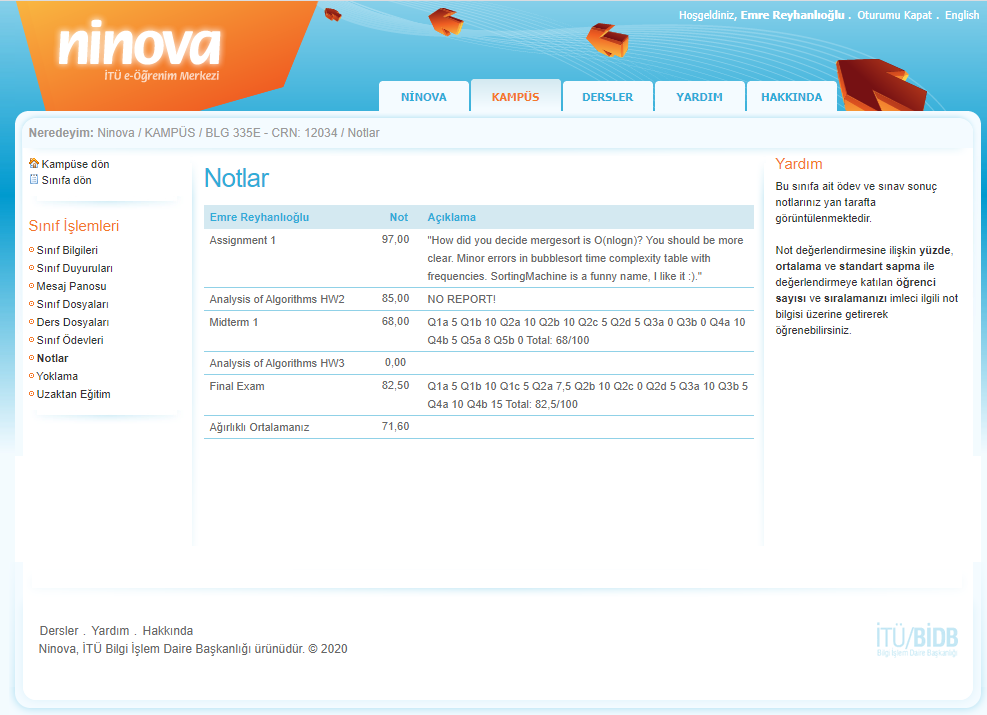 ninova
İTÜ e-Öğrenim Merkezi
Hoşgeldiniz, Emre Reyhanlıoğlu . Oturumu Kapat . English
NİNOVA KAMPÜS DERSLER YARDIM HAKKINDA
Neredeyim: Ninova / KAMPÜS / BLG 335E - CRN: 12034 / Notlar
Kampüse dön
Sınıfa dön
Sınıf İşlemleri
Sınıf Bilgileri
Sınıf Duyuruları
Mesaj Panosu
Sınıf Dosyaları
Ders Dosyaları
Sınıf Ödevleri
Notlar
Yoklama
Uzaktan Eğitim
Notlar
Emre Reyhanlıoğlu Not Açıklama
Assignment 1 97,00 "How did you decide mergesort is O(nlogn)? You should be more
clear. Minor errors in bubblesort time complexity table with
frequencies. SortingMachine is a funny name, I like it :)."
Analysis of Algorithms HW2 85,00 NO REPORT!
Midterm 1 68,00 Q1a 5 Q1b 10 Q2a 10 Q2b 10 Q2c 5 Q2d 5 Q3a 0 Q3b 0 Q4a 10
Q4b 5 Q5a 8 Q5b 0 Total: 68/100
Analysis of Algorithms HW3 0,00
Final Exam 82,50 Q1a 5 Q1b 10 Q1c 5 Q2a 7,5 Q2b 10 Q2c 0 Q2d 5 Q3a 10 Q3b 5
Q4a 10 Q4b 15 Total: 82,5/100
Ağırlıklı Ortalamanız 71,60
Yardım
Bu sınıfa ait ödev ve sınav sonuç
notlarınız yan tarafta
görüntülenmektedir.
Not değerlendirmesine ilişkin yüzde,
ortalama ve standart sapma ile
değerlendirmeye katılan öğrenci
sayısı ve sıralamanızı imleci ilgili not
bilgisi üzerine getirerek
öğrenebilirsiniz.
Dersler . Yardım . Hakkında
Ninova, İTÜ Bilgi İşlem Daire Başkanlığı ürünüdür. © 2020
İTÜ/BİDB
Bilgi İşlem Daire Başkanlığı